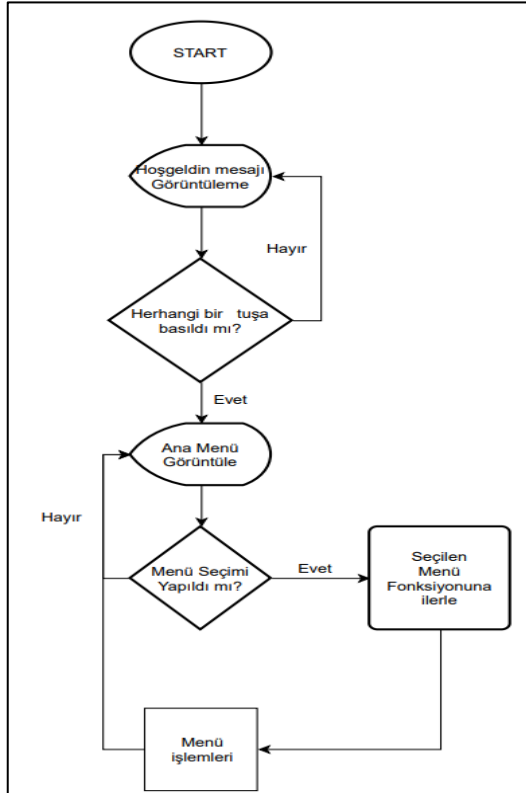 START
Hoşgeldin mesajı
Görüntüleme
Hayır
Herhangi bir tuşa
basıldı mı?
Evet
Ana Menü
Görüntüle
Hayır
Menü Seçimi
Yapıldı mı?
Evet
Seçilen
Menü
Fonksiyonuna
ilerle
Menü
işlemleri